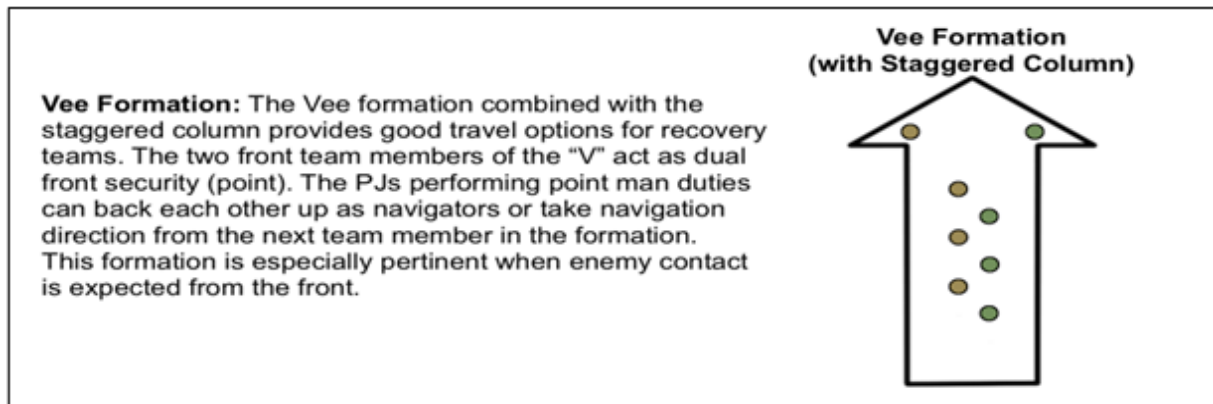 Vee Formation
(with Staggered Column)
Vee Formation: The Vee formation combined with the
staggered column provides good travel options for recovery
teams. The two front team members of the “V” act as dual
front security (point). The PJs performing point man duties
can back each other up as navigators or take navigation
direction from the next team member in the formation.
This formation is especially pertinent when enemy contact
is expected from the front.